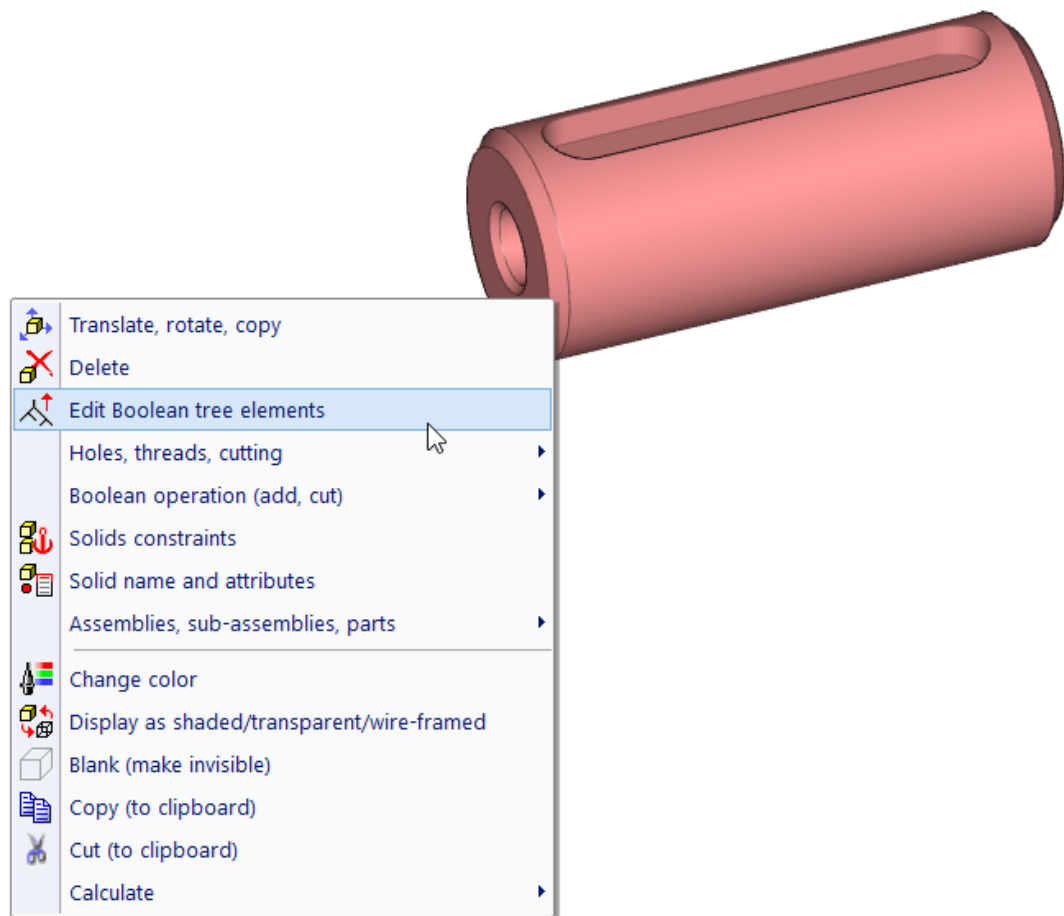 Translate, rotate, copy
Delete
Edit Boolean tree elements
Holes, threads, cutting
Boolean operation (add, cut)
Solids constraints
Solid name and attributes
Assemblies, sub-assemblies, parts
Change color
Display as shaded/transparent/wire-framed
Blank (make invisible)
Copy (to clipboard)
Cut (to clipboard)
Calculate